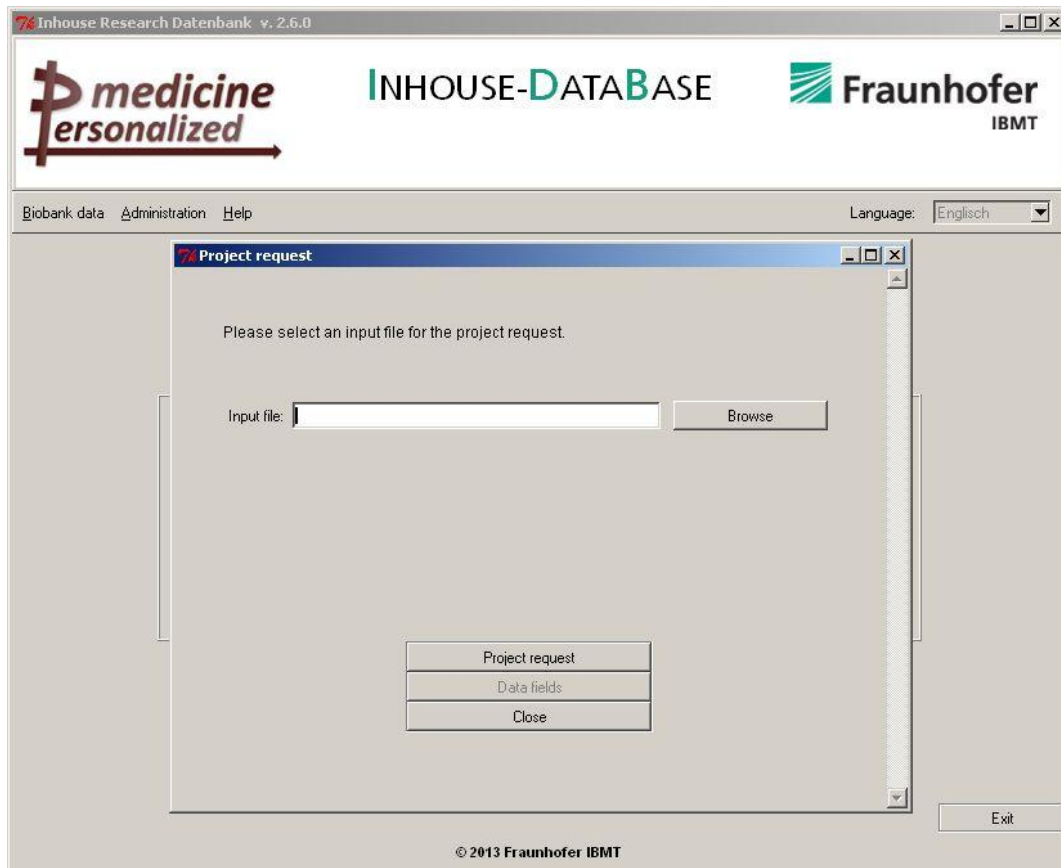 Inhouse Research Datenbank v. 2.6.0
medicine
Personalized
INHOUSE-DATABASE
Fraunhofer
IBMT
Biobank data Administration Help Language: Englisch
Project request
Please select an input file for the project request.
Input file: Browse
Project request
Data fields
Close
Exit
© 2013 Fraunhofer IBMT